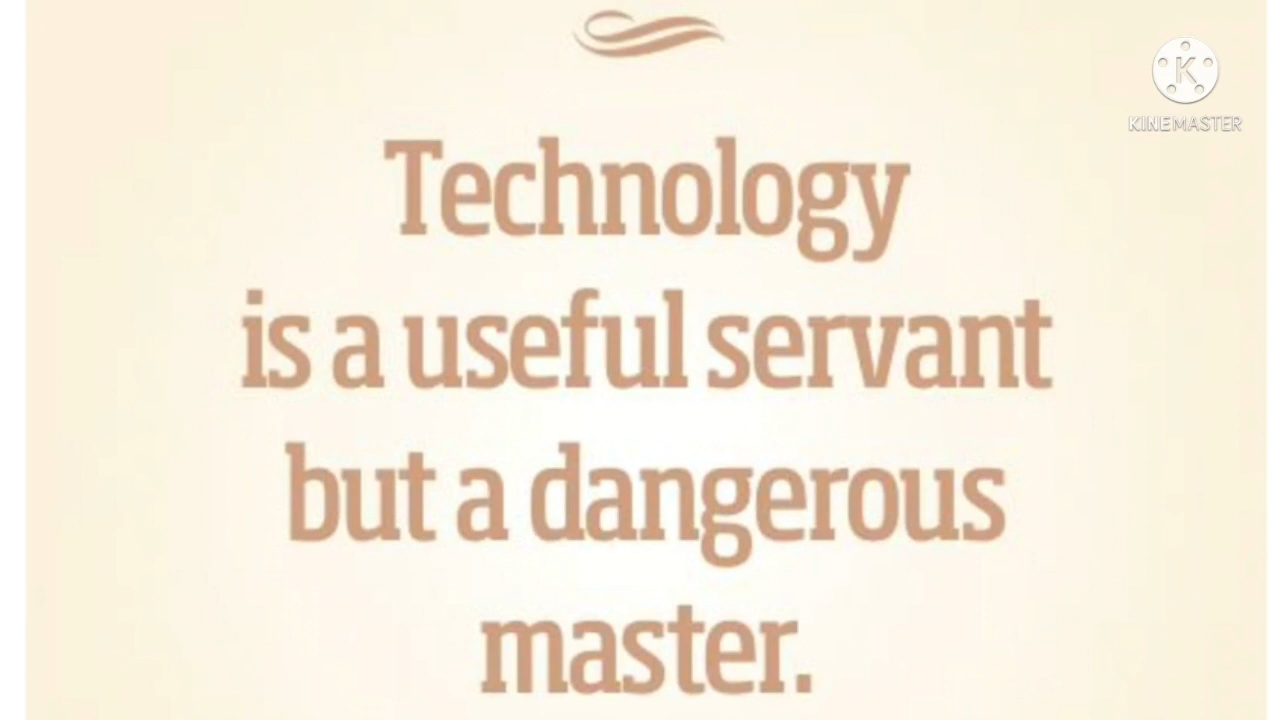 K
KINEMASTER
Technology
is a useful servant
but a dangerous
master.